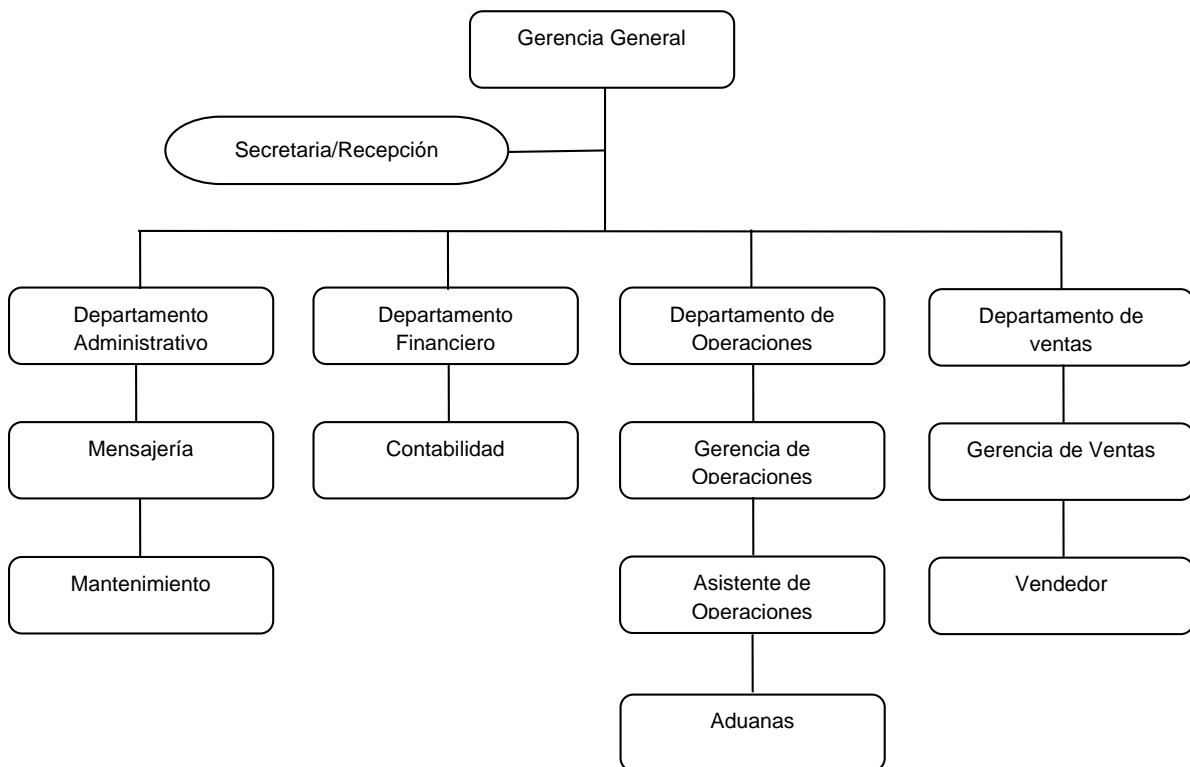 Gerencia General
Secretaria/Recepción
Departamento
Administrativo
Departamento
Financiero
Departamento de
Operaciones
Departamento de
ventas
Mensajería
Contabilidad
Gerencia de
Operaciones
Gerencia de Ventas
Mantenimiento
Asistente de
Operaciones
Vendedor
Aduanas